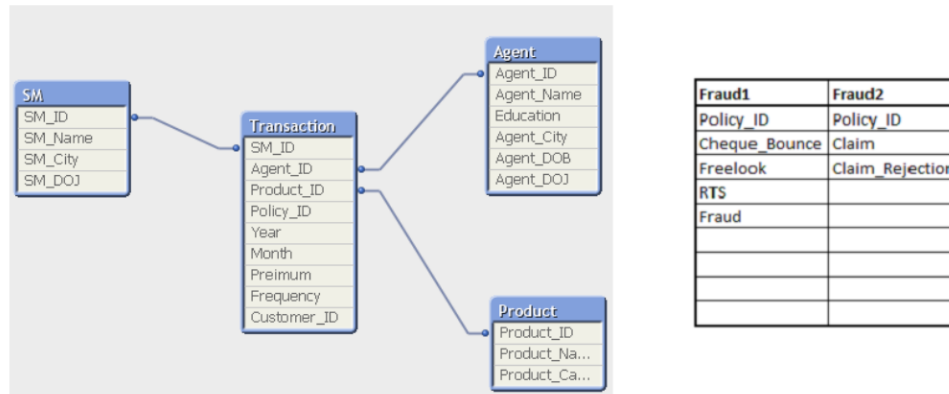 SM
SM_ID
SM_Name
SM_City
SM_DOJ
Transaction
SM_ID
Agent_ID
Product_ID
Policy_ID
Year
Month
Preimum
Frequency
Customer_ID
Agent
Agent_ID
Agent_Name
Education
Agent_City
Agent_DOB
Agent_DOJ
Product
Product_ID
Product_Na...
Product_Ca...
Fraud1 Fraud2
Policy_ID Policy_ID
Cheque_Bounce Claim
Freelook Claim_Rejection
RTS
Fraud